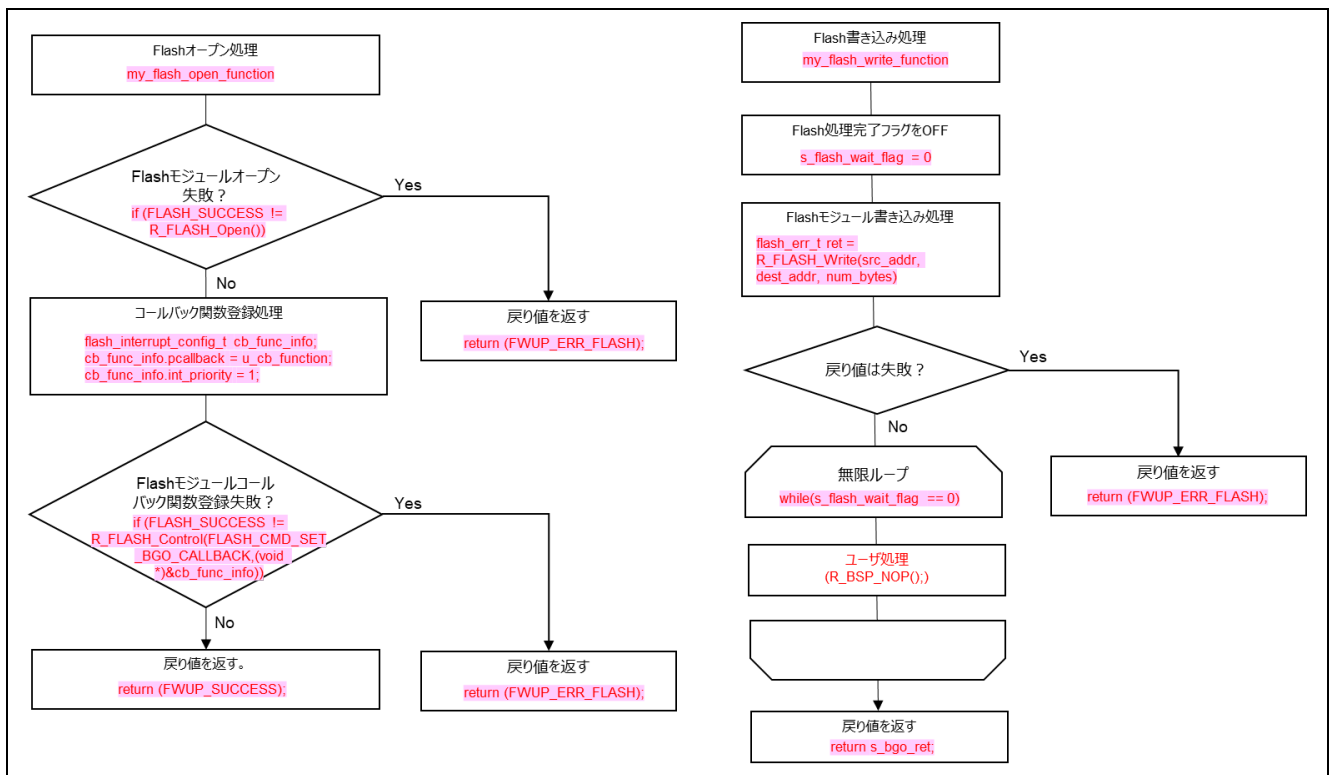 Flashオープン処理
my_flash_open_function
Flashモジュールオープン
失敗？
if (FLASH_SUCCESS !=
R_FLASH_Open())
Yes
No
戻り値を返す
return (FWUP_ERR_FLASH);
コールバック関数登録処理
flash_interrupt_config_t cb_func_info;
cb_func_info.pcallback = u_cb_function;
cb_func_info.int_priority = 1;
Flashモジュールコール
バック関数登録失敗？
if (FLASH_SUCCESS !=
R_FLASH_Control(FLASH_CMD_SET
_BGO_CALLBACK,(void
*)&cb_func_info))
Yes
No
戻り値を返す。
return (FWUP_SUCCESS);
戻り値を返す
return (FWUP_ERR_FLASH);
Flash書き込み処理
my_flash_write_function
Flash処理完了フラグをOFF
s_flash_wait_flag = 0
Flashモジュール書き込み処理
flash_err_t ret =
R_FLASH_Write(src_addr,
dest_addr, num_bytes)
戻り値は失敗？
Yes
No
戻り値を返す
return (FWUP_ERR_FLASH);
無限ループ
while(s_flash_wait_flag == 0)
ユーザ処理
(R_BSP_NOP();)
戻り値を返す
return s_bgo_ret;